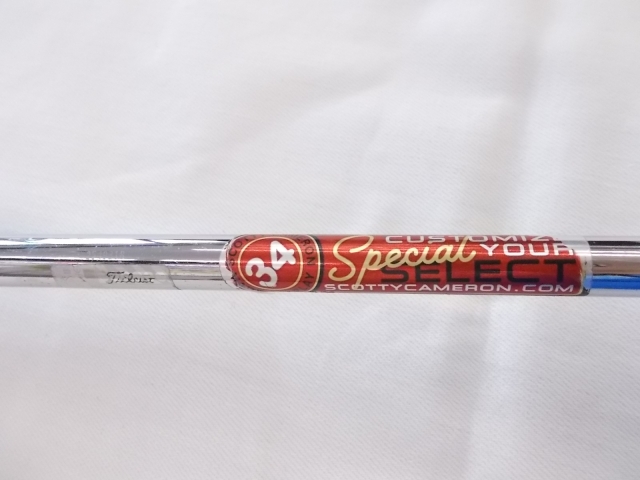 Titleist
34
CUSTOMIZ
YOUR
Special
SELECT
SCOTTYCAMERON.COM